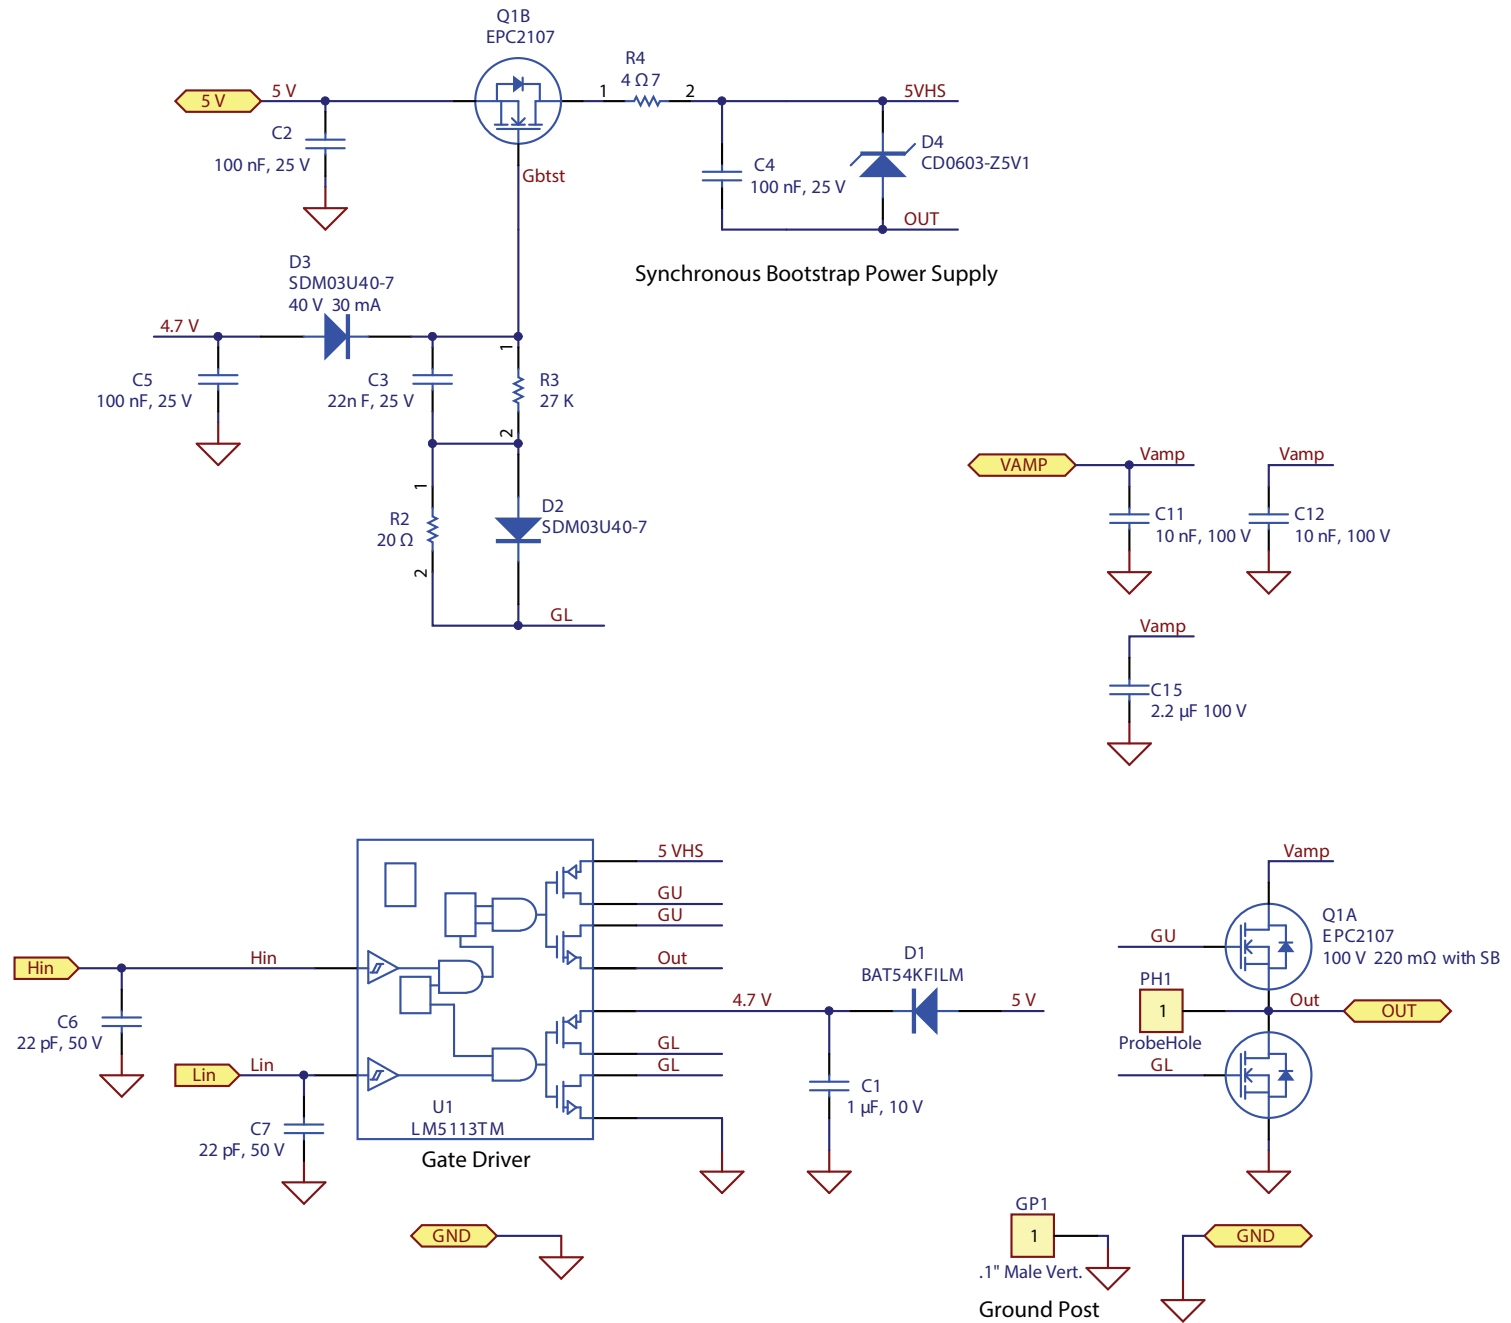 Q1B
EPC2107
R4
4 Ω 7
5 V
5 V
1
2
5VHS
C2
100 nF, 25 V
D4
CD0603-Z5V1
C4
100 nF, 25 V
Gbtst
OUT
D3
SDM03U40-7
40 V 30 mA
Synchronous Bootstrap Power Supply
4.7 V
1
C5
100 nF, 25 V
C3
22n F, 25 V
R3
27 K
2
VAMP
Vamp
Vamp
1
R2
20 Ω
D2
SDM03U40-7
C11
10 nF, 100 V
C12
10 nF, 100 V
2
GL
Vamp
C15
2.2 µF 100 V
5 VHS
Vamp
GU
GU
Q1A
EPC2107
100 V 220 mΩ with SB
GU
Hin
Hin
Out
D1
BAT54KFILM
PH1
1
4.7 V
5 V
Out
OUT
C6
22 pF, 50 V
ProbeHole
GL
GL
GL
Lin
Lin
C1
1 µF, 10 V
U1
LM5113TM
C7
22 pF, 50 V
Gate Driver
GP1
GND
1
GND
.1" Male Vert.
Ground Post